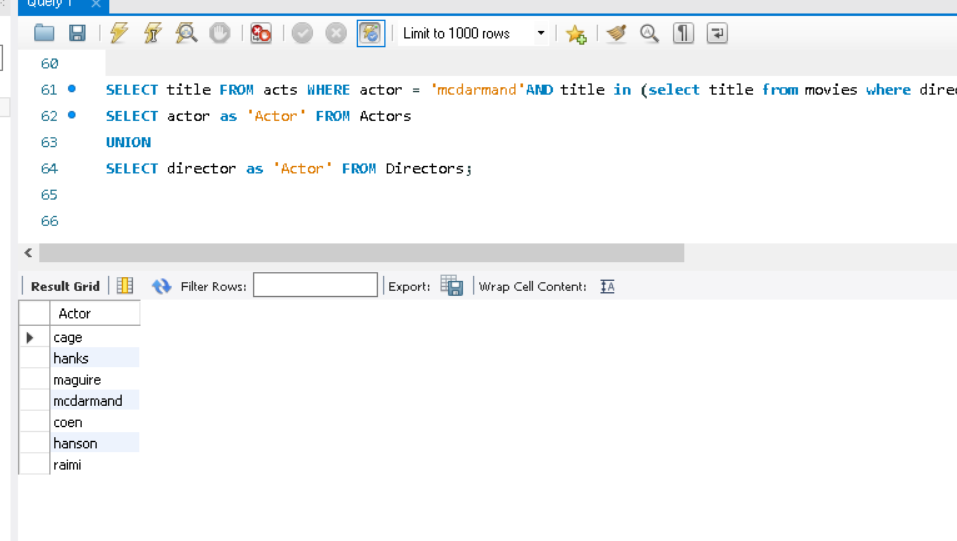 Query 1
Limit to 1000 rows
60
61 SELECT title FROM acts WHERE actor = 'mcdarmand'AND title in (select title from movies where direc
62 SELECT actor as 'Actor' FROM Actors
63 UNION
64 SELECT director as 'Actor' FROM Directors;
65
66
Result Grid Filter Rows: Export: Wrap Cell Content:
Actor
cage
hanks
maguire
mcdarmand
coen
hanson
raimi